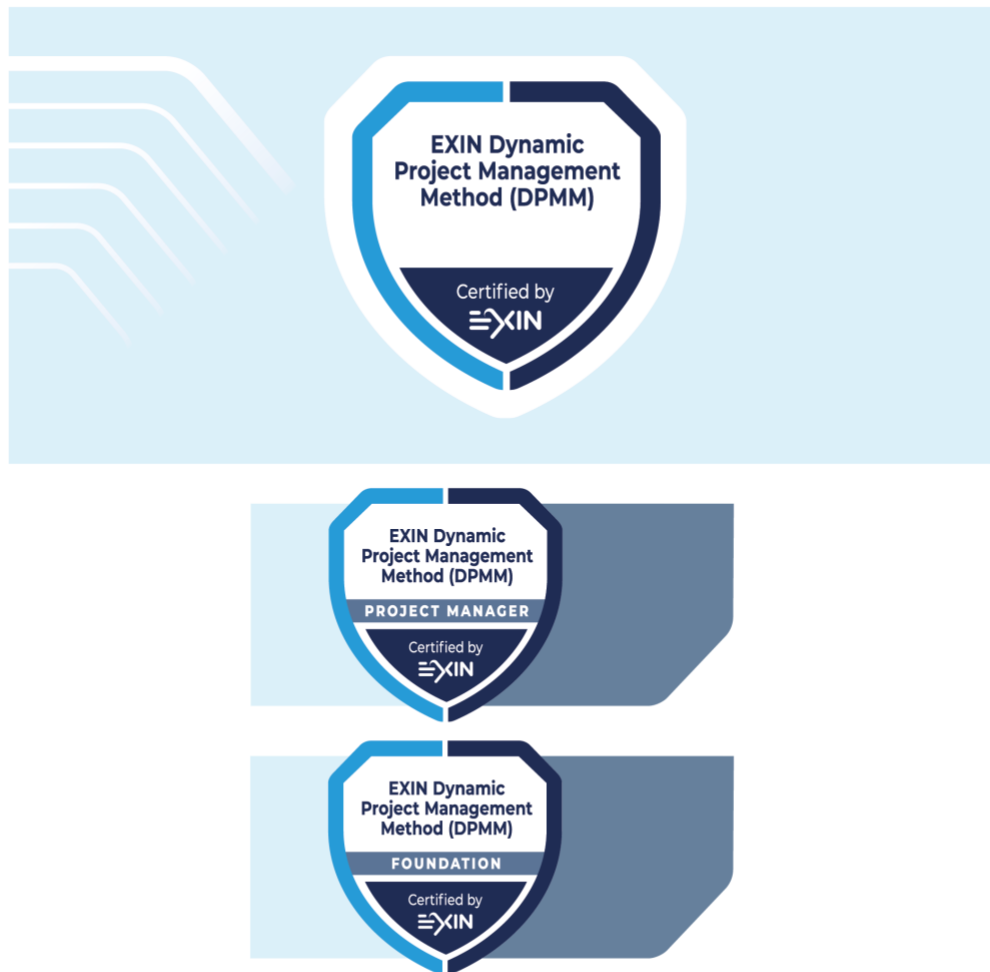 EXIN Dynamic
Project Management
Method (DPMM)
Certified by
EXIN
EXIN Dynamic
Project Management
Method (DPMM)
PROJECT MANAGER
Certified by
EXIN
EXIN Dynamic
Project Management
Method (DPMM)
FOUNDATION
Certified by
EXIN